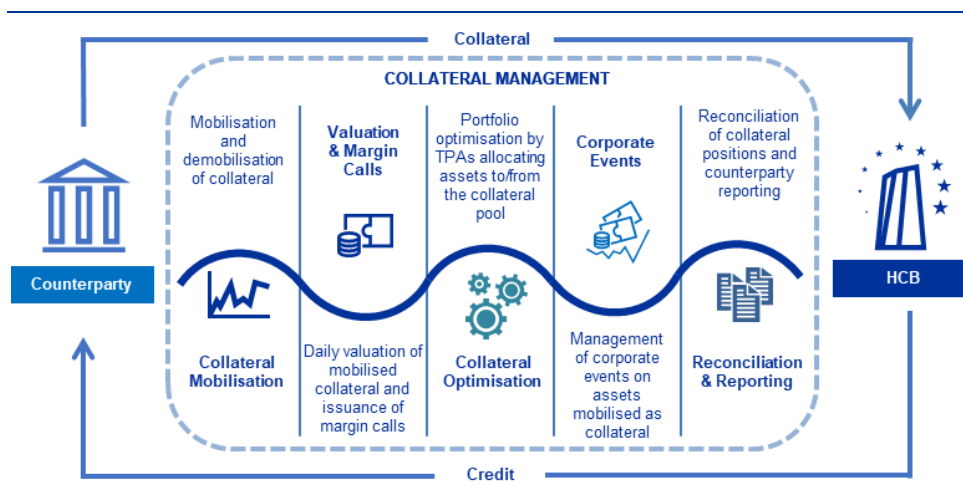 Collateral
COLLATERAL MANAGEMENT
Mobilisation
and
demobilisation
of collateral
Collateral
Mobilisation
Valuation
& Margin
Calls
Daily valuation of
mobilised
collateral and
issuance of
margin calls
Portfolio
optimisation by
TPAs allocating
assets to/from
the collateral
pool
Collateral
Optimisation
Corporate
Events
Management
of corporate
events on
assets
mobilised as
collateral
Reconciliation
of collateral
positions and
counterparty
reporting
Reconciliation
& Reporting
Counterparty
HCB
Credit